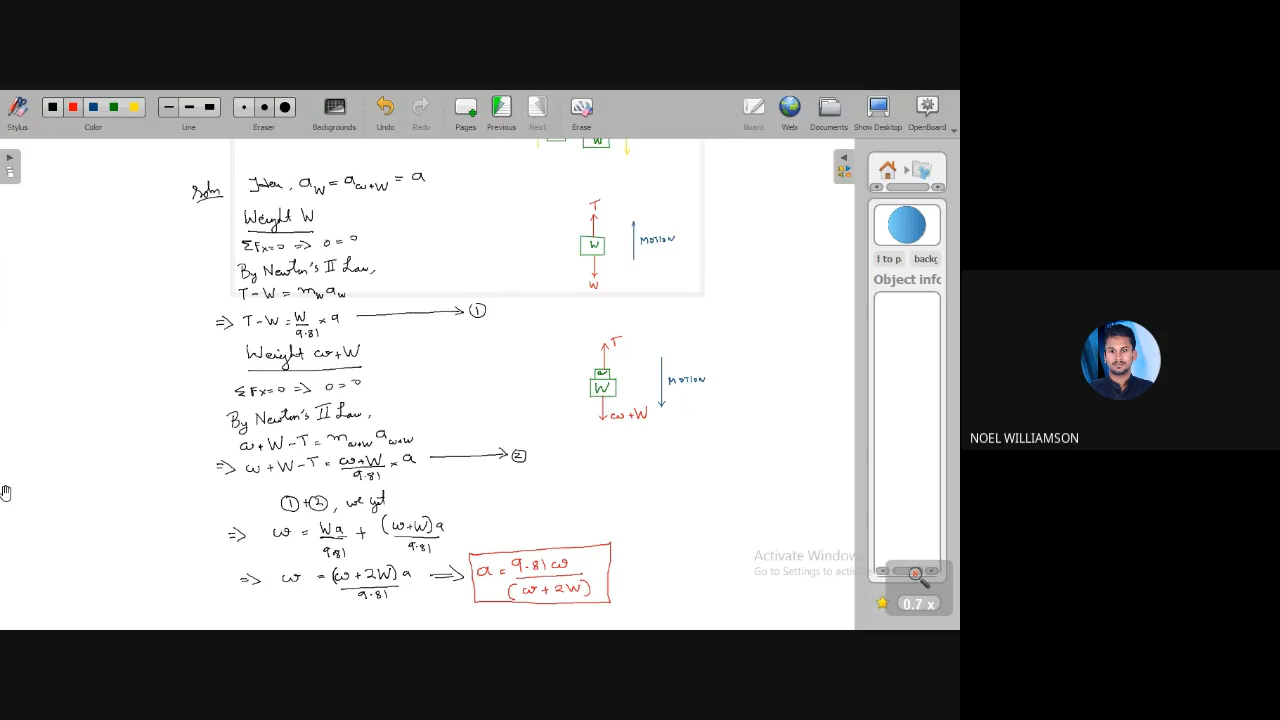 Stylus
Color
Line
Eraser
Backgrounds
Undo
Redo
Pages
Previous
Next
Erase
Board
Web
Documents
Show Desktop
OpenBoard
W
Soln
a_W = a_ω+W = a
Weight W
ΣFx=0 => 0 = 0
By Newton's II Law,
T-W = m_W a_W
=> T-W = W/9.81 × a ①
T
W
W
MOTION
Weight ω+W
ΣFx=0 => 0 = 0
By Newton's II Law,
ω+W-T = m_ω+W a_ω+W
=> ω+W-T = ω+W/9.81 × a ②
T
ω
W
ω+W
MOTION
①+②, we get
=> ω = Wa/9.81 + (ω+W)a/9.81
=> ω = (ω+2W)a/9.81 => a = 9.81ω/(ω+2W)
i to p
backg
Object info
Activate Windows
Go to Settings to activate
0.7 x
NOEL WILLIAMSON